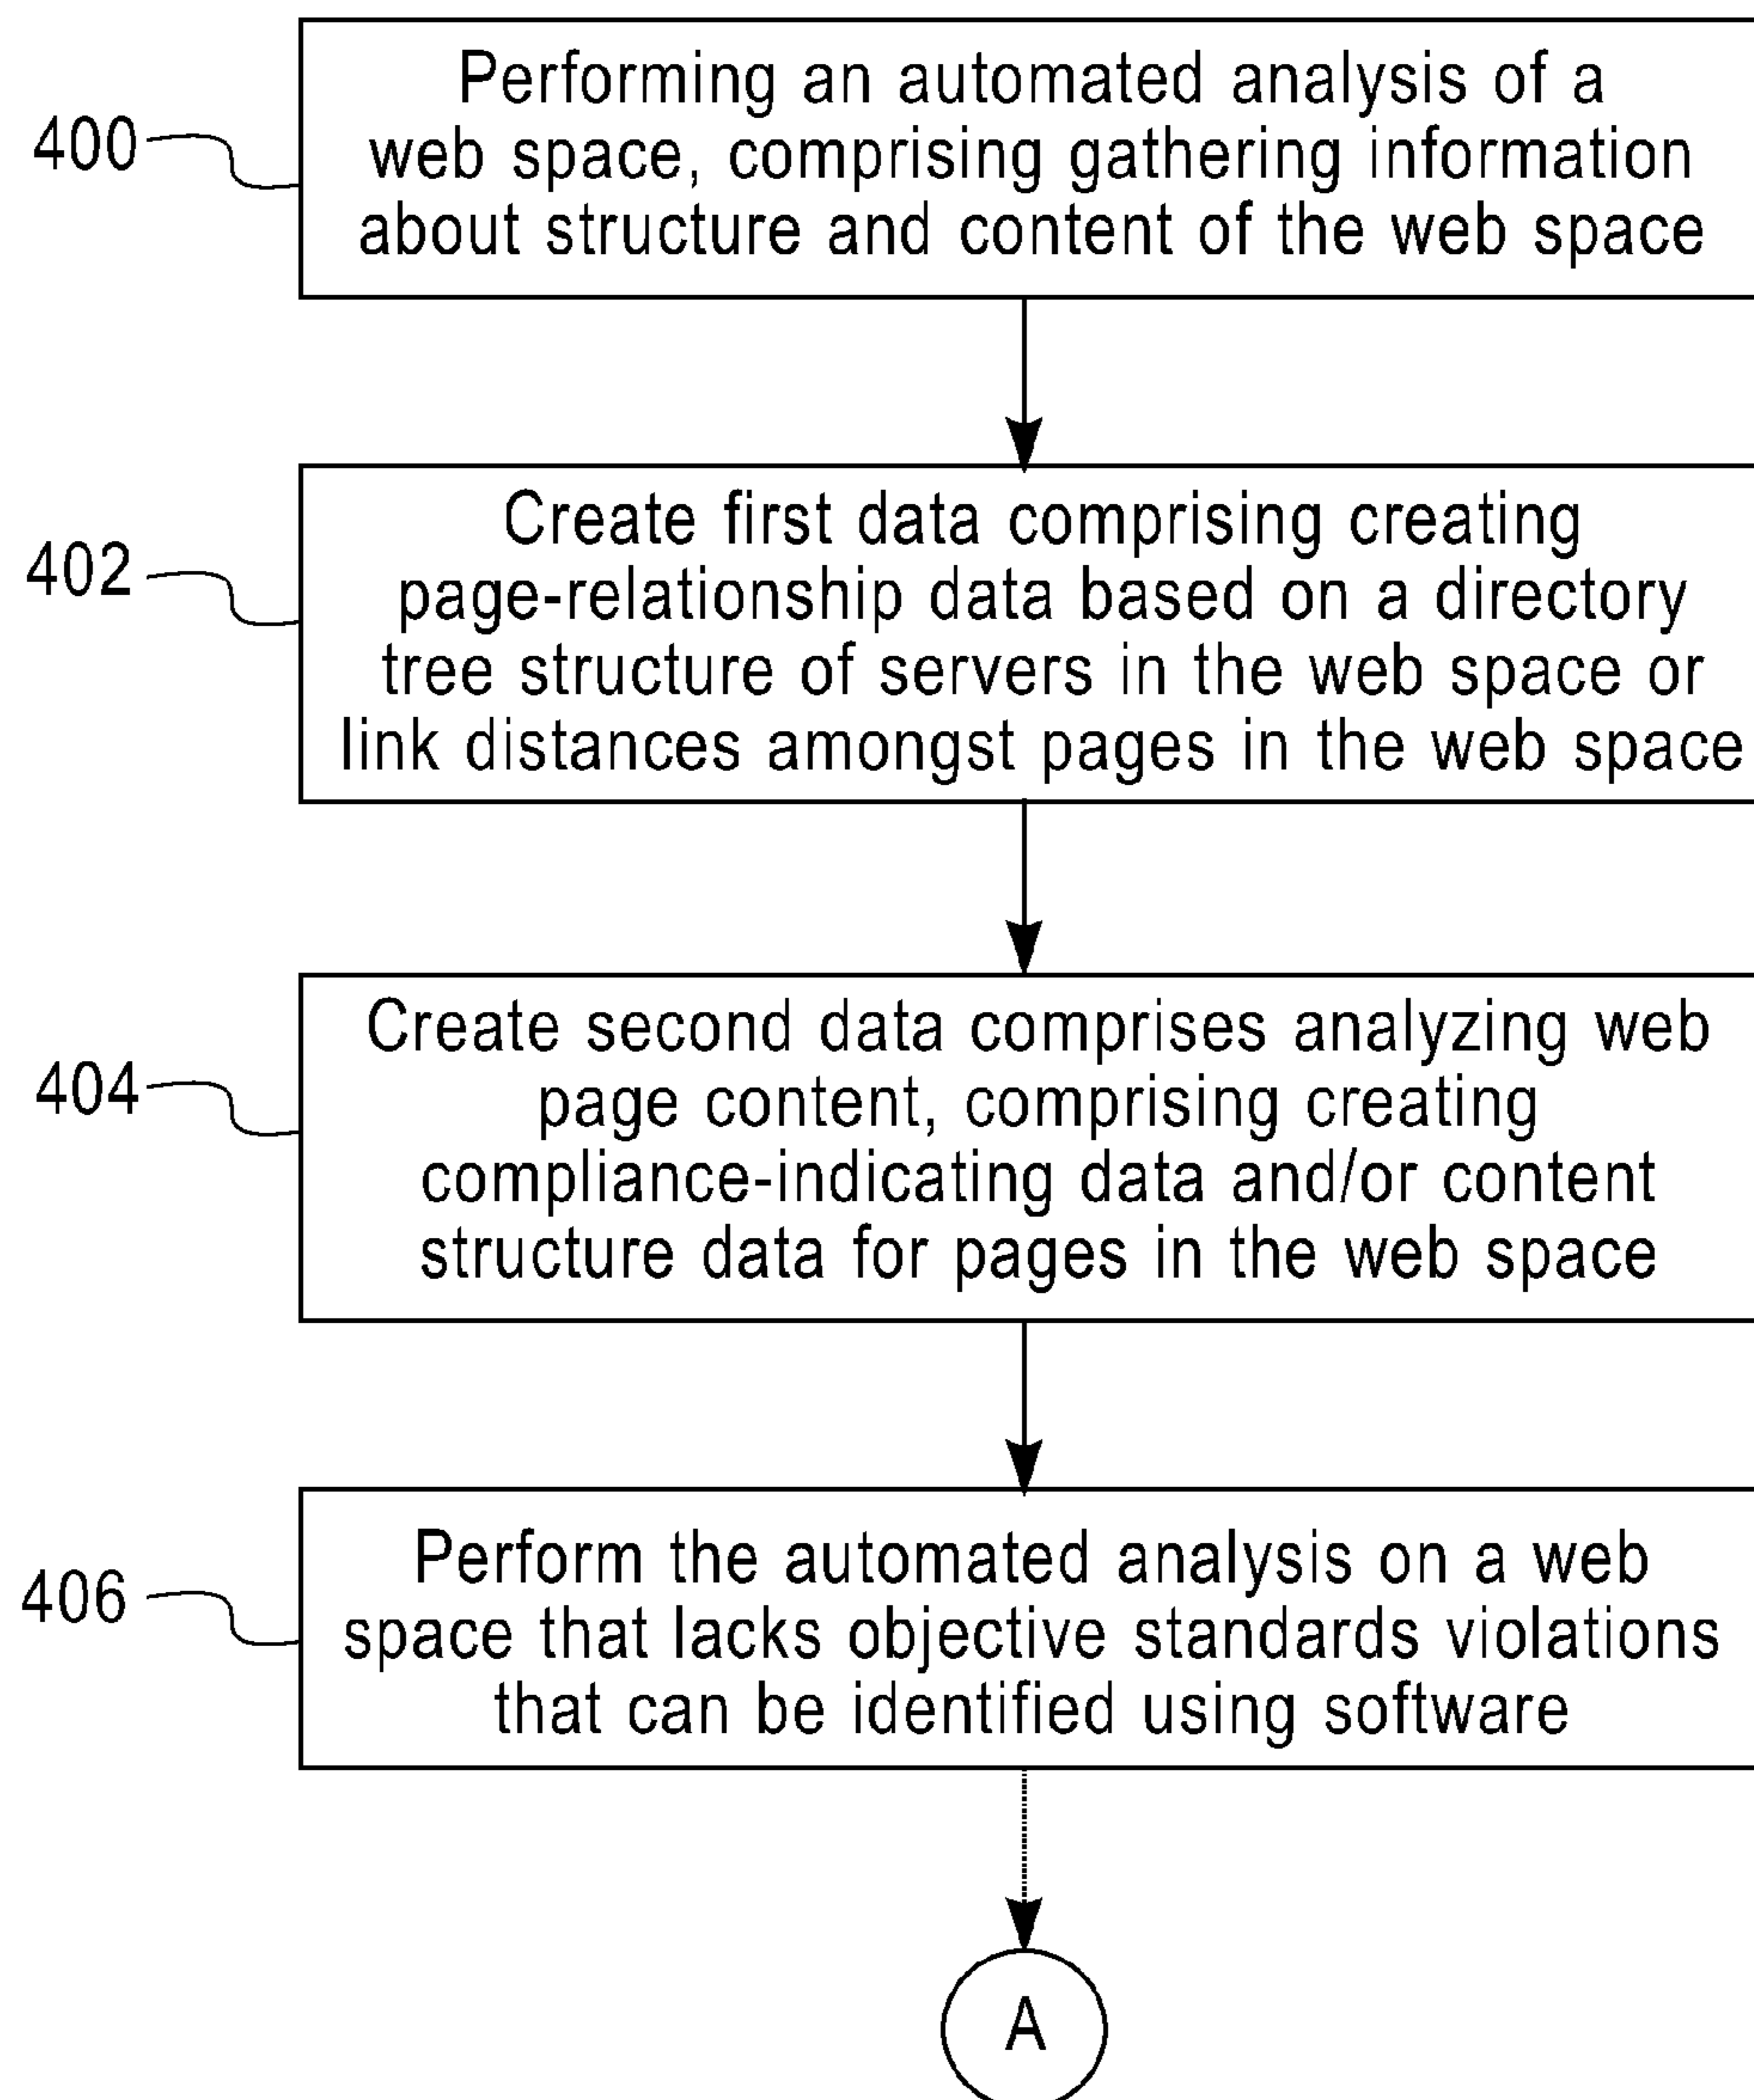 Performing an automated analysis of a
400
web space, comprising gathering information
about structure and content of the web space
Create first data comprising creating
402
page-relationship data based on a directory
tree structure of servers in the web space or
link distances amongst pages in the web space
Create second data comprises analyzing web
404
page content, comprising creating
compliance-indicating data and/or content
structure data for pages in the web space
Perform the automated analysis on a web
406
space that lacks objective standards violations
that can be identified using software
A